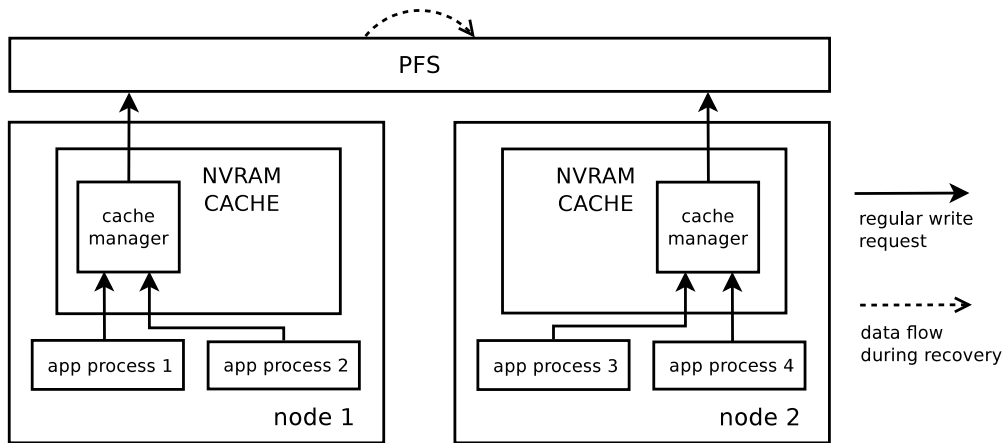 PFS
NVRAM
CACHE
cache
manager
app process 1
app process 2
node 1
NVRAM
CACHE
cache
manager
app process 3
app process 4
node 2
regular write
request
data flow
during recovery